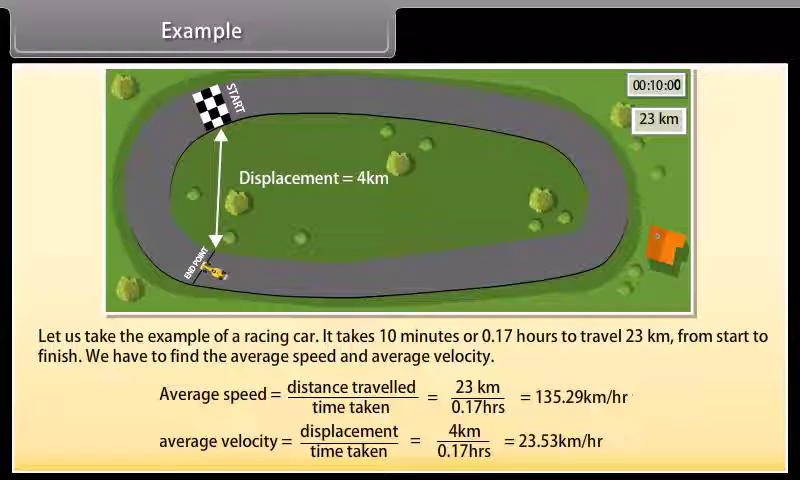 Example
START
00:10:00
23 km
Displacement = 4km
END POINT
Let us take the example of a racing car. It takes 10 minutes or 0.17 hours to travel 23 km, from start to
finish. We have to find the average speed and average velocity.
Average speed = distance travelled / time taken = 23 km / 0.17hrs = 135.29km/hr
average velocity = displacement / time taken = 4km / 0.17hrs = 23.53km/hr